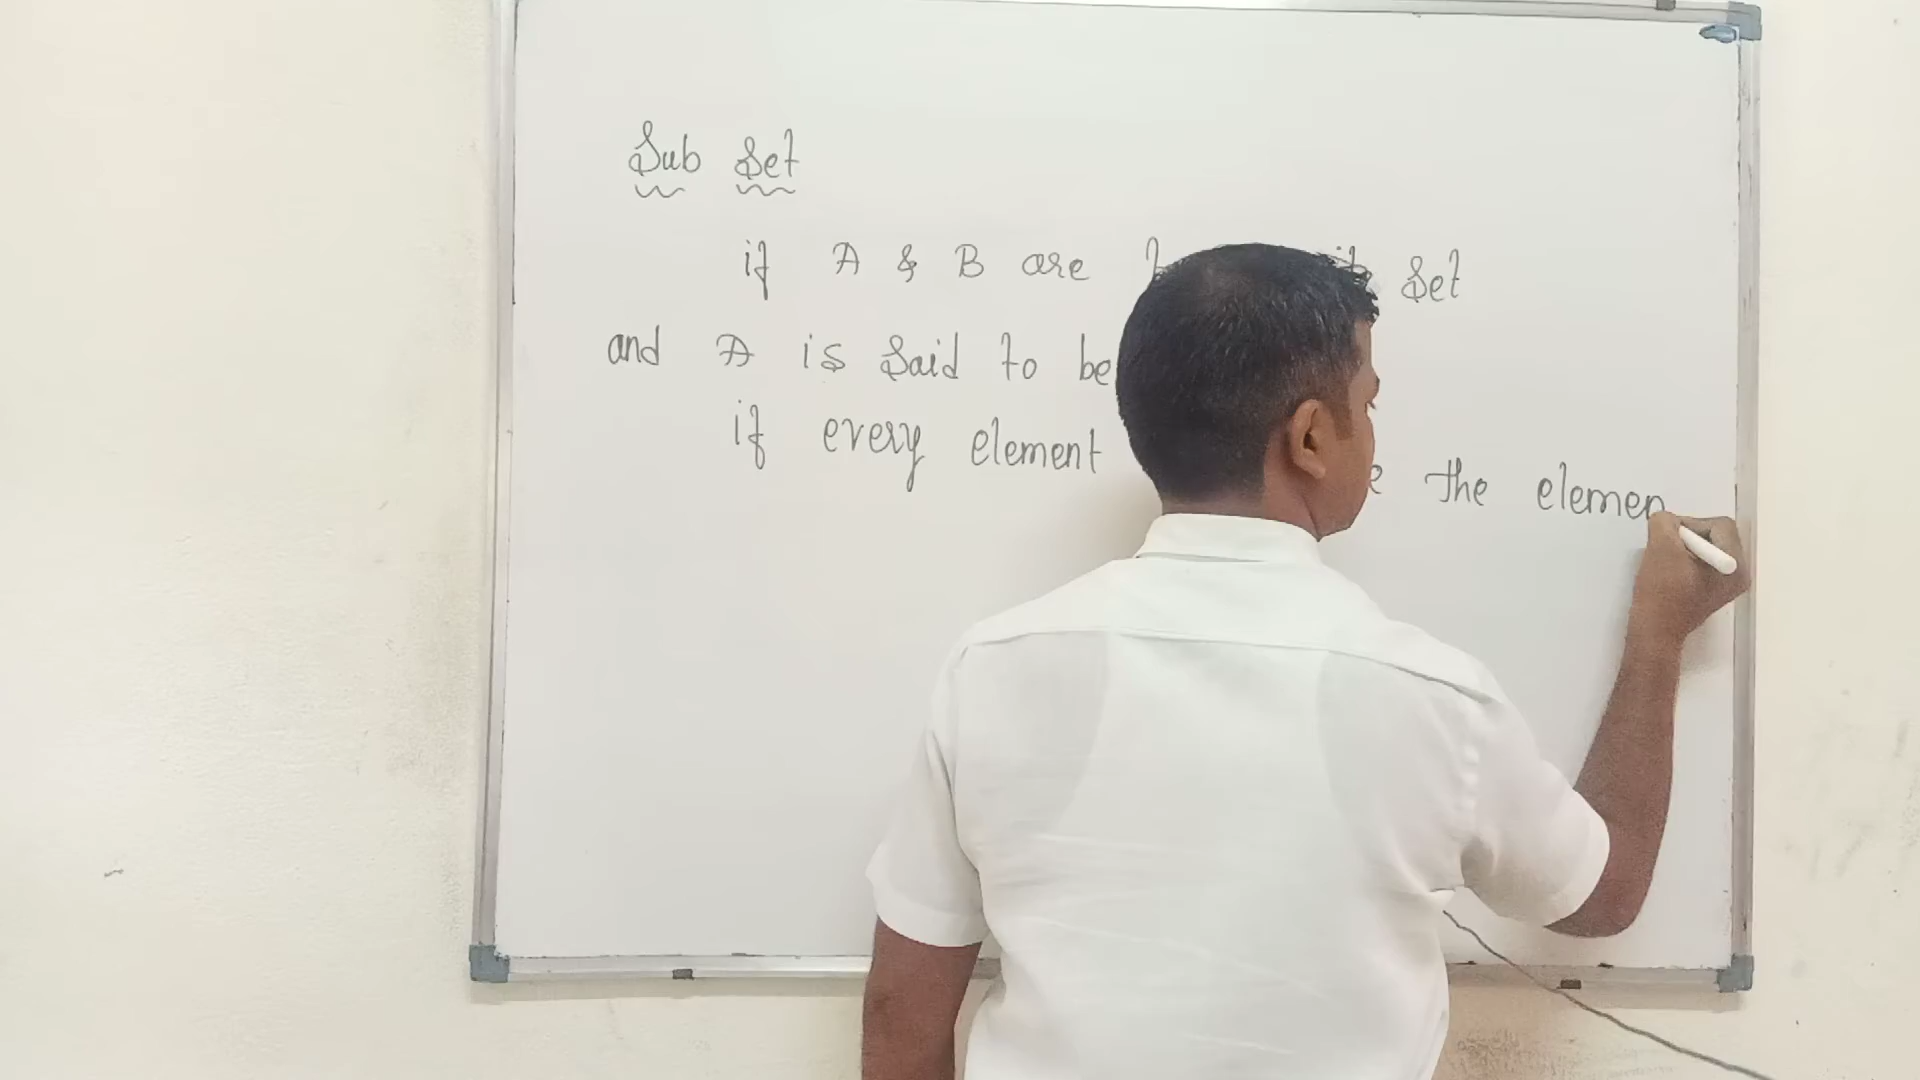 Sub Set
if A & B are Set
and A is Said to be
if every element the elemen